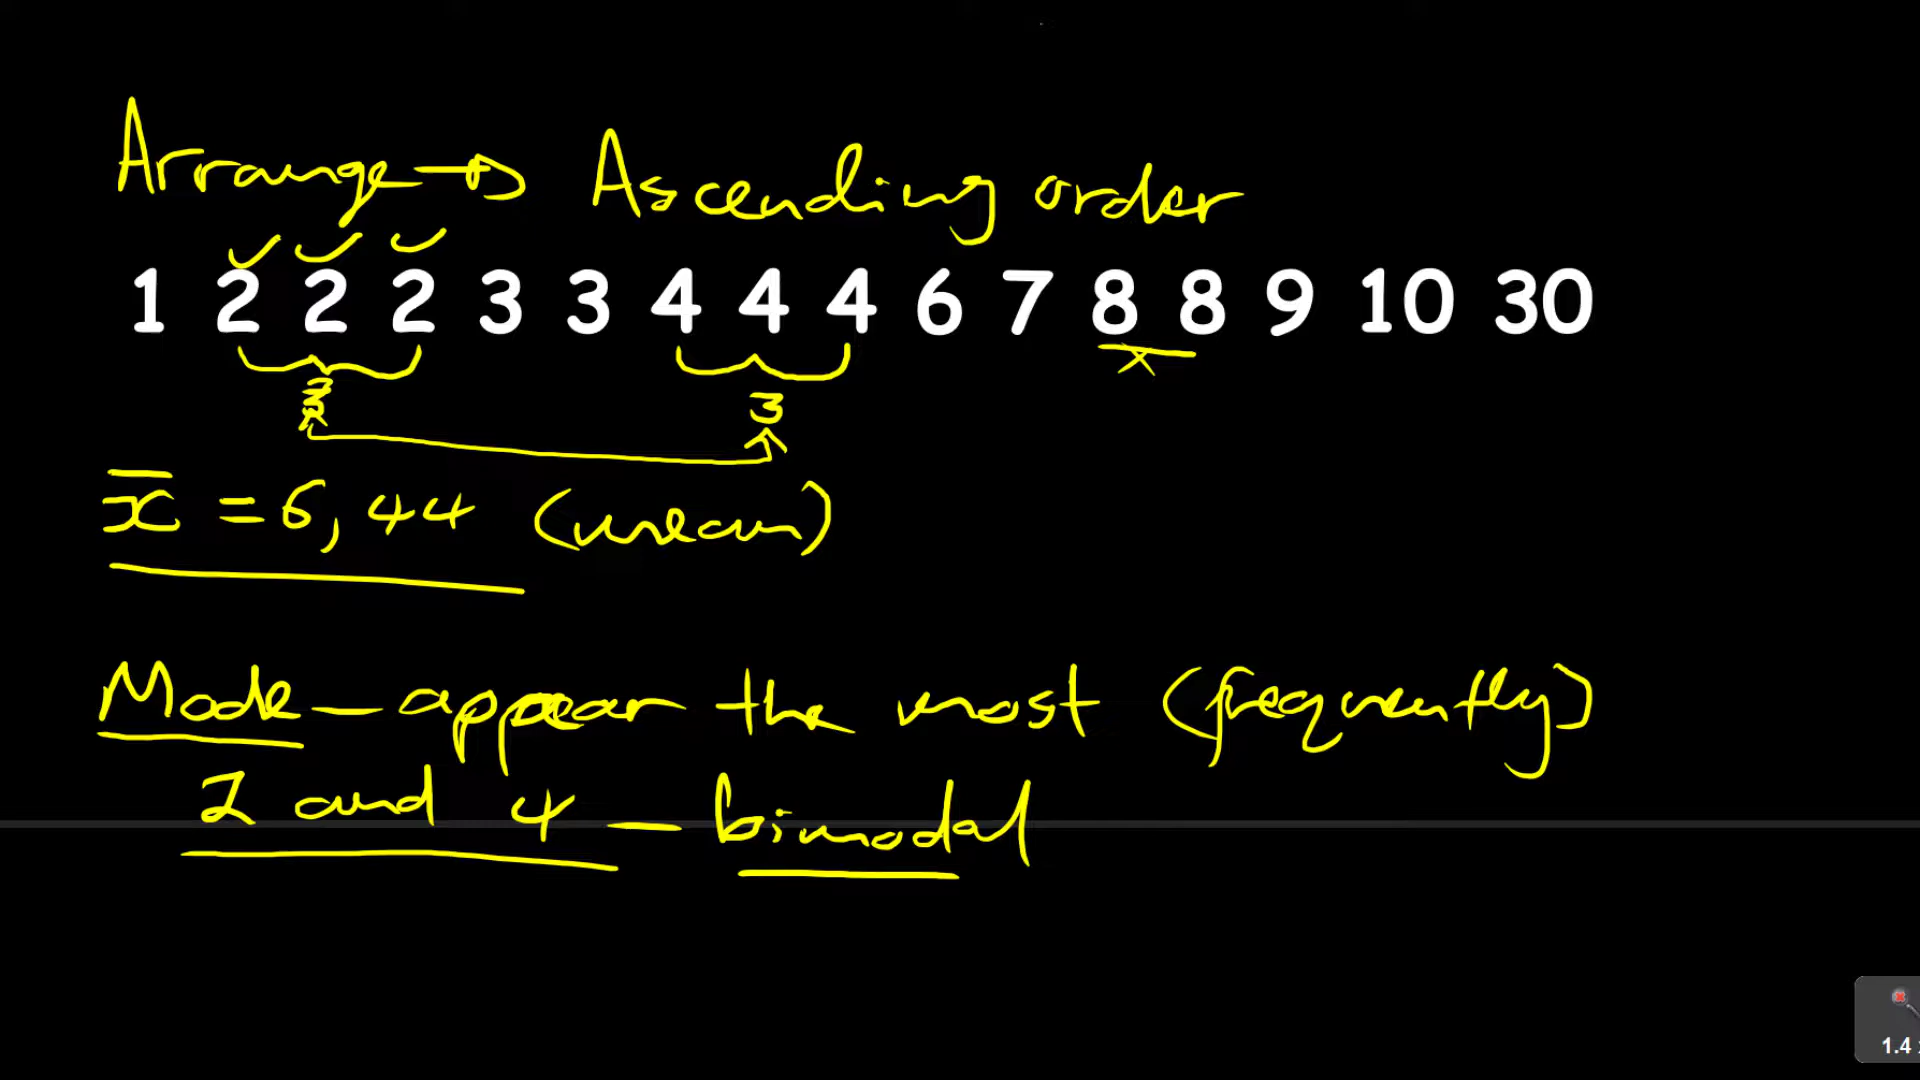 Arrange → Ascending order
1 2 2 2 3 3 4 4 4 6 7 8 8 9 10 30
3 3
x̄ = 6,44 (mean)
Mode – appear the most (frequently)
2 and 4 – bimodal
1.4